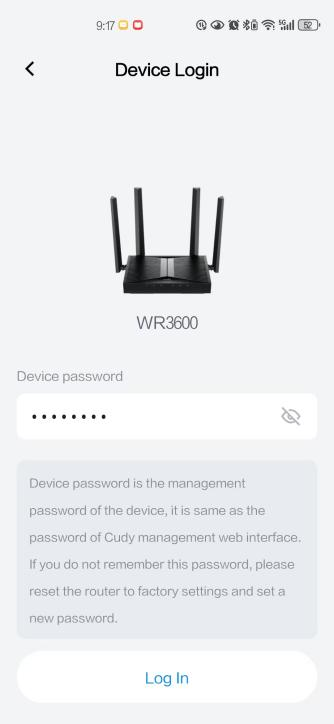 9:17
5G
52
Device Login
WR3600
Device password
••••••••
Device password is the management
password of the device, it is same as the
password of Cudy management web interface.
If you do not remember this password, please
reset the router to factory settings and set a
new password.
Log In